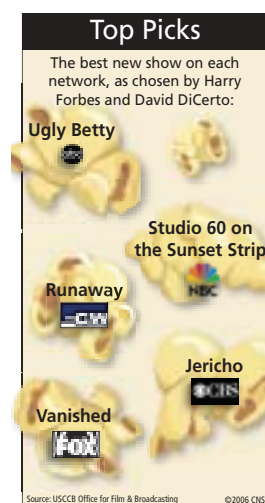 Top Picks
The best new show on each
network, as chosen by Harry
Forbes and David DiCerto:
Ugly Betty
abc
Studio 60 on
the Sunset Strip
NBC
Runaway
CW
Jericho
CBS
Vanished
FOX
Source: USCCB Office for Film & Broadcasting
©2006 CNS